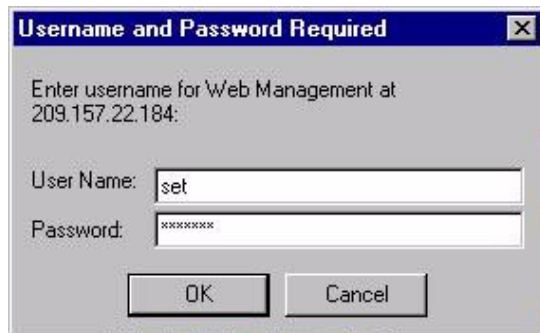 Username and Password Required
Enter username for Web Management at
209.157.22.184:
User Name: set
Password: *******
OK Cancel